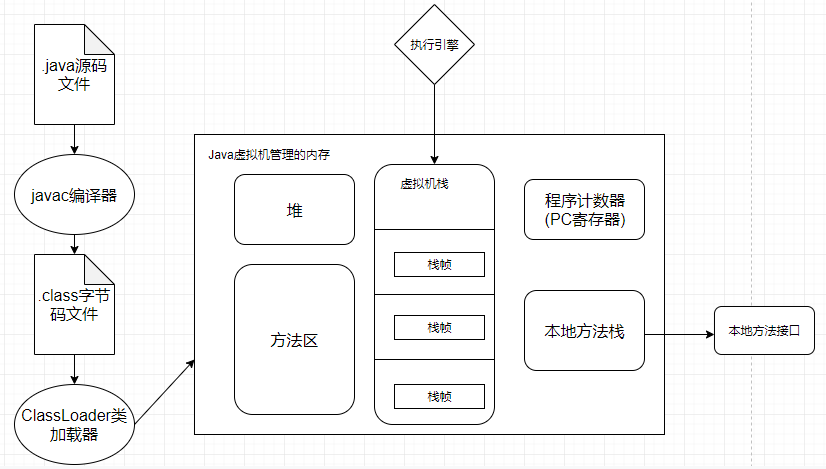 .java源码
文件
javac编译器
.class字节
码文件
ClassLoader类
加载器
执行引擎
Java虚拟机管理的内存
堆
方法区
虚拟机栈
栈帧
栈帧
栈帧
程序计数器
(PC寄存器)
本地方法栈
本地方法接口